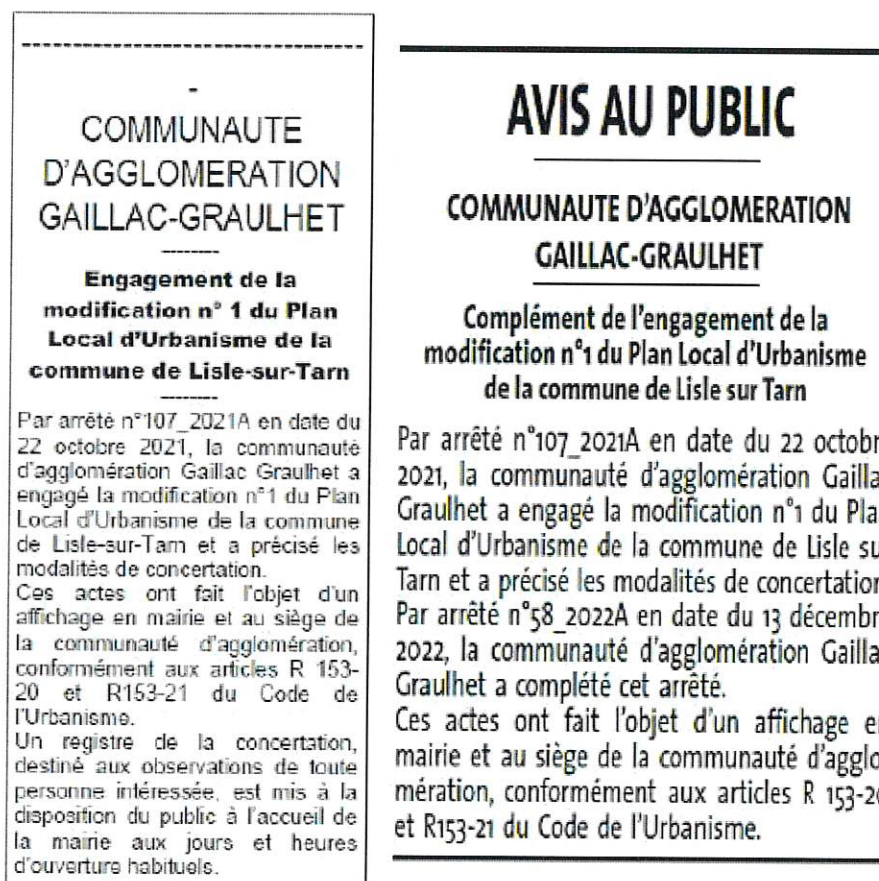 COMMUNAUTE
D'AGGLOMERATION
GAILLAC-GRAULHET
Engagement de la
modification n° 1 du Plan
Local d'Urbanisme de la
commune de Lisle-sur-Tarn
Par arrêté n°107_2021A en date du
22 octobre 2021, la communauté
d'agglomération Gaillac Graulhet a
engagé la modification n°1 du Plan
Local d'Urbanisme de la commune
de Lisle-sur-Tarn et a précisé les
modalités de concertation.
Ces actes ont fait l'objet d'un
affichage en mairie et au siège de
la communauté d'agglomération,
conformément aux articles R 153-
20 et R153-21 du Code de
l'Urbanisme.
Un registre de la concertation,
destiné aux observations de toute
personne intéressée, est mis à la
disposition du public à l'accueil de
la mairie aux jours et heures
d'ouverture habituels.
AVIS AU PUBLIC
COMMUNAUTE D'AGGLOMERATION
GAILLAC-GRAULHET
Complément de l'engagement de la
modification n°1 du Plan Local d'Urbanisme
de la commune de Lisle sur Tarn
Par arrêté n°107_2021A en date du 22 octobr
2021, la communauté d'agglomération Gailla
Graulhet a engagé la modification n°1 du Pla
Local d'Urbanisme de la commune de Lisle su
Tarn et a précisé les modalités de concertation
Par arrêté n°58_2022A en date du 13 décembr
2022, la communauté d'agglomération Gailla
Graulhet a complété cet arrêté.
Ces actes ont fait l'objet d'un affichage e
mairie et au siège de la communauté d'agglo
mération, conformément aux articles R 153-20
et R153-21 du Code de l'Urbanisme.